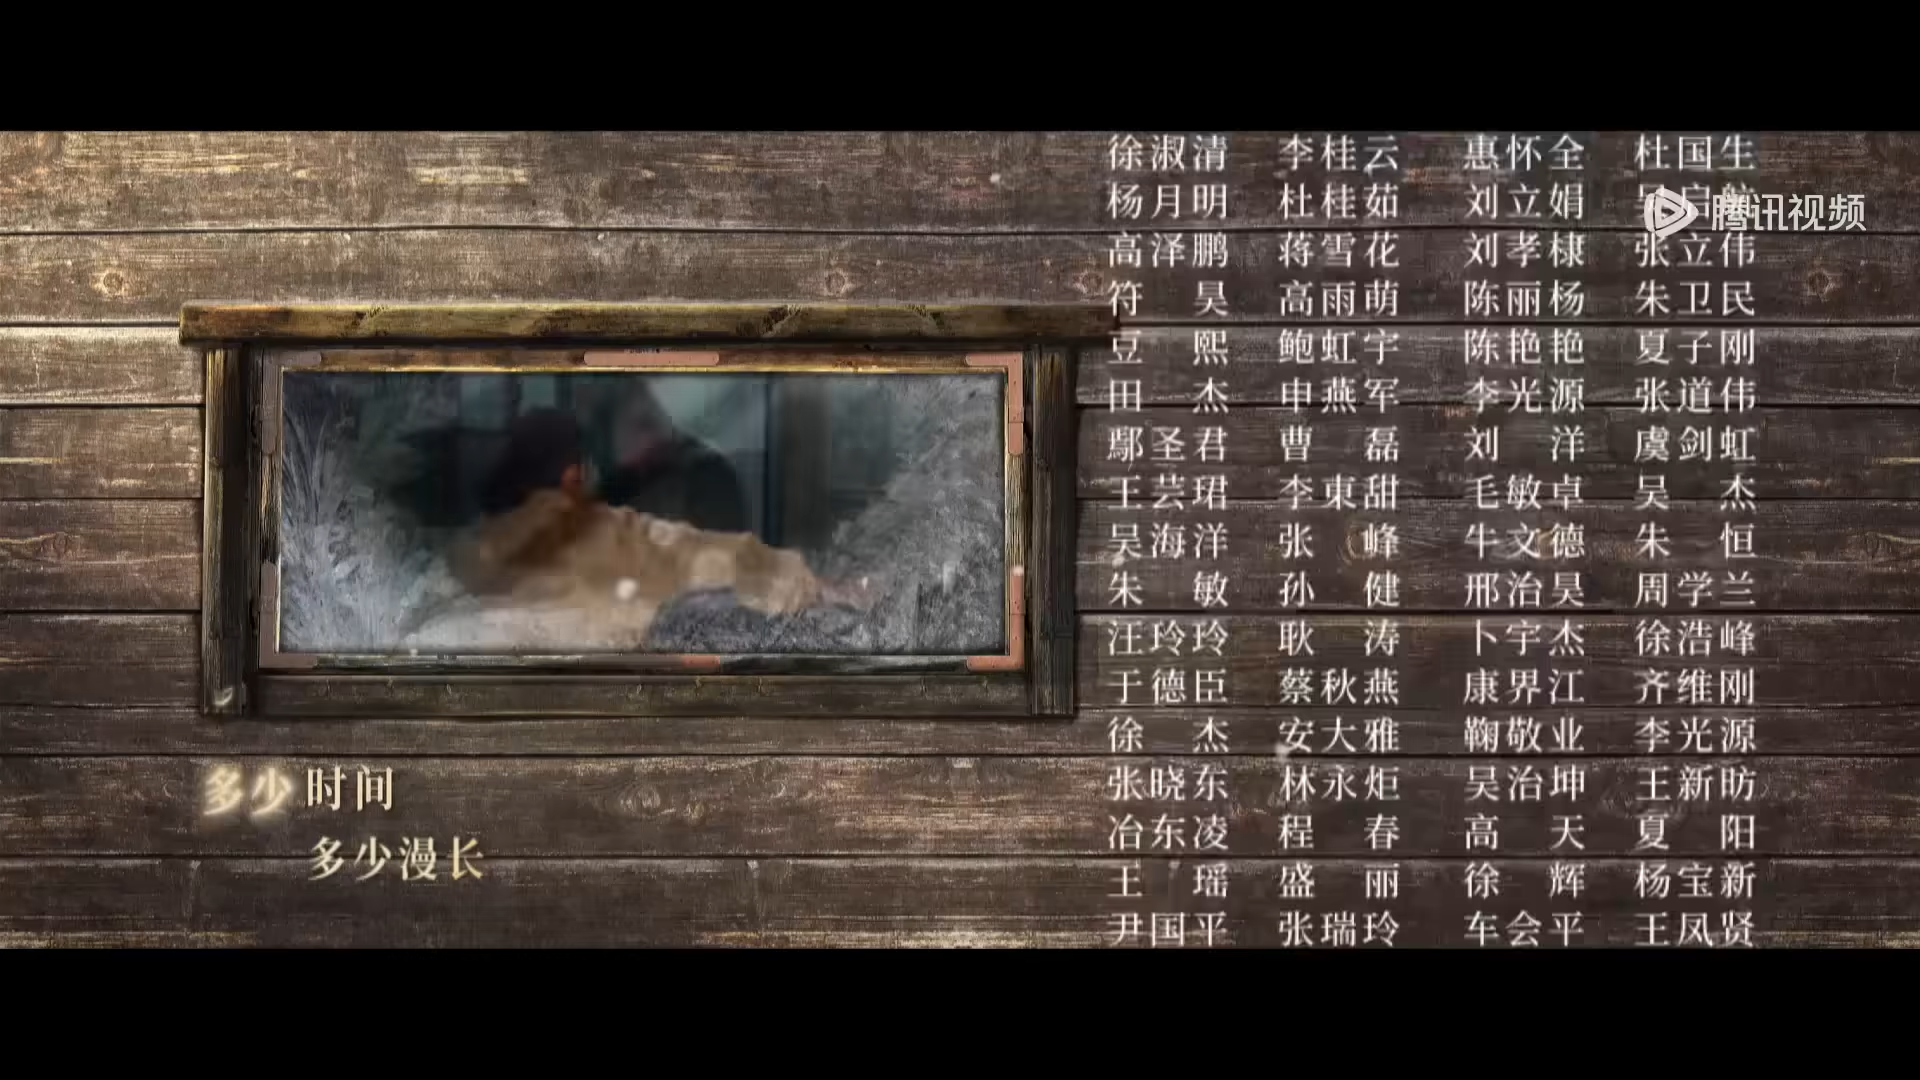 徐淑清 李桂云 惠怀全 杜国生
杨月明 杜桂茹 刘立娟
腾讯视频
高泽鹏 蒋雪花 刘孝棣 张立伟
符昊 高雨萌 陈丽杨 朱卫民
豆熙 鲍虹宇 陈艳艳 夏子刚
田杰 申燕军 李光源 张道伟
鄢圣君 曹磊 刘洋 虞剑虹
王芸珺 李東甜 毛敏卓 吴杰
吴海洋 张峰 牛文德 朱恒
朱敏 孙健 邢治昊 周学兰
汪玲玲 耿涛 卜宇杰 徐浩峰
于德臣 蔡秋燕 康界江 齐维刚
徐杰 安大雅 鞠敬业 李光源
张晓东 林永炬 吴治坤 王新昉
冶东凌 程春 高天 夏阳
王瑶 盛丽 徐辉 杨宝新
尹国平 张瑞玲 车会平 王凤贤
多少时间
多少漫长